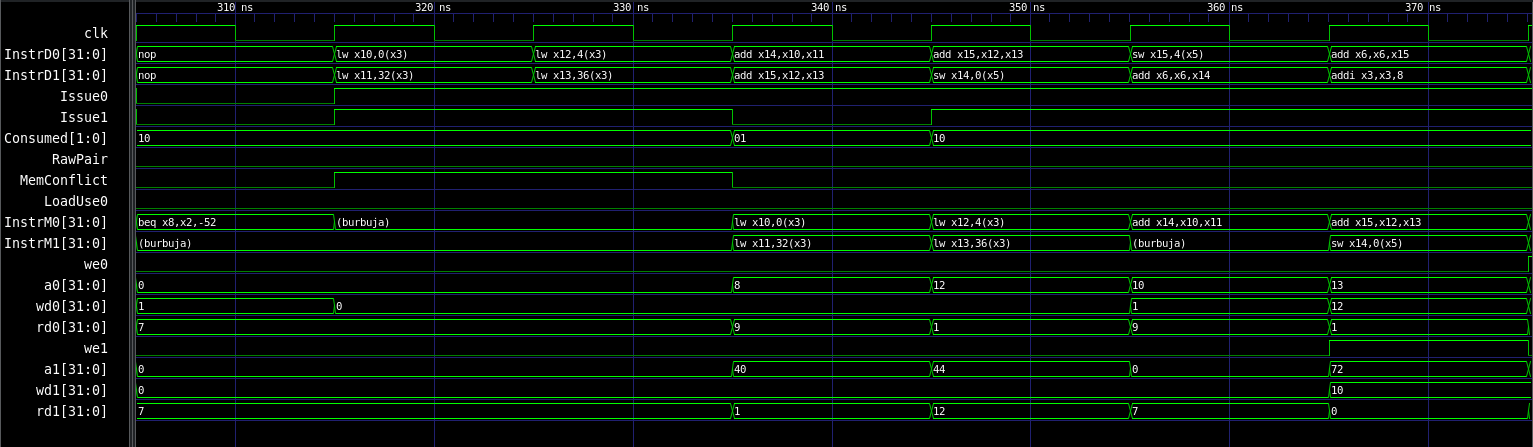 310 ns 320 ns 330 ns 340 ns 350 ns 360 ns 370 ns
clk
InstrD0[31:0] nop lw x10,0(x3) lw x12,4(x3) add x14,x10,x11 add x15,x12,x13 sw x15,4(x5) add x6,x6,x15
InstrD1[31:0] nop lw x11,32(x3) lw x13,36(x3) add x15,x12,x13 sw x14,0(x5) add x6,x6,x14 addi x3,x3,8
Issue0
Issue1
Consumed[1:0] 10 01 10
RawPair
MemConflict
LoadUse0
InstrM0[31:0] beq x8,x2,-52 (burbuja) lw x10,0(x3) lw x12,4(x3) add x14,x10,x11 add x15,x12,x13
InstrM1[31:0] (burbuja) lw x11,32(x3) lw x13,36(x3) (burbuja) sw x14,0(x5)
we0
a0[31:0] 0 8 12 10 13
wd0[31:0] 1 0 1 12
rd0[31:0] 7 9 1 9 1
we1
a1[31:0] 0 40 44 0 72
wd1[31:0] 0 10
rd1[31:0] 7 1 12 7 0